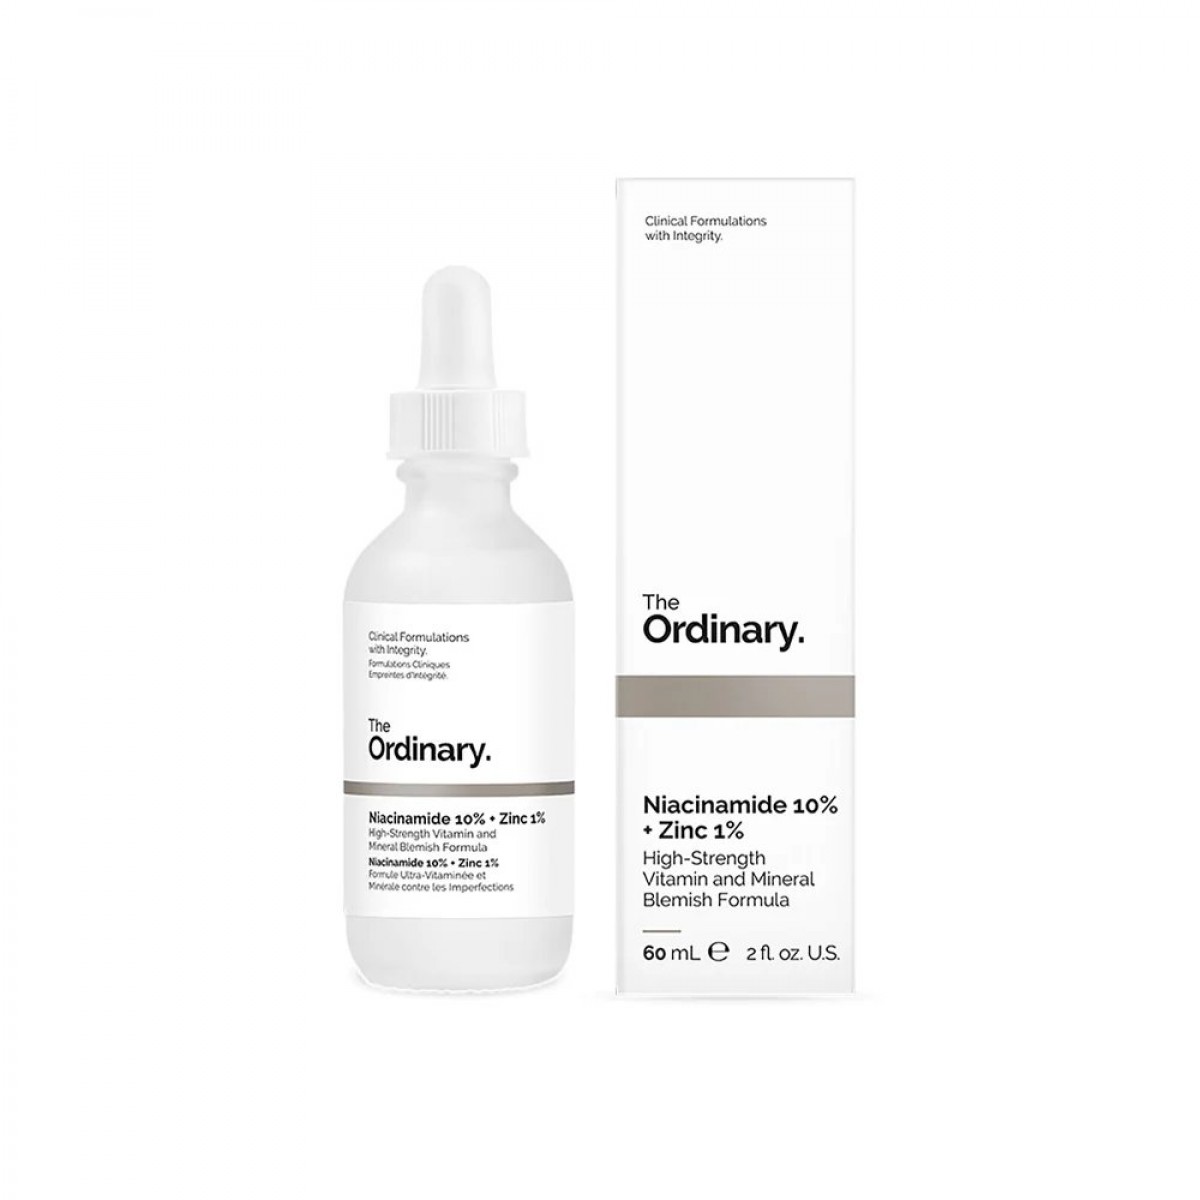 Clinical Formulations
with Integrity.
Formulations Cliniques
Empreintes d'Intégrité.
The
Ordinary.
Niacinamide 10% + Zinc 1%
High-Strength Vitamin and
Mineral Blemish Formula
Niacinamide 10% + Zinc 1%
Formule Ultra-Vitaminée et
Minérale contre les Imperfections
Clinical Formulations
with Integrity.
The
Ordinary.
Niacinamide 10%
+ Zinc 1%
High-Strength
Vitamin and Mineral
Blemish Formula
60 mL ℮ 2 fl. oz. U.S.